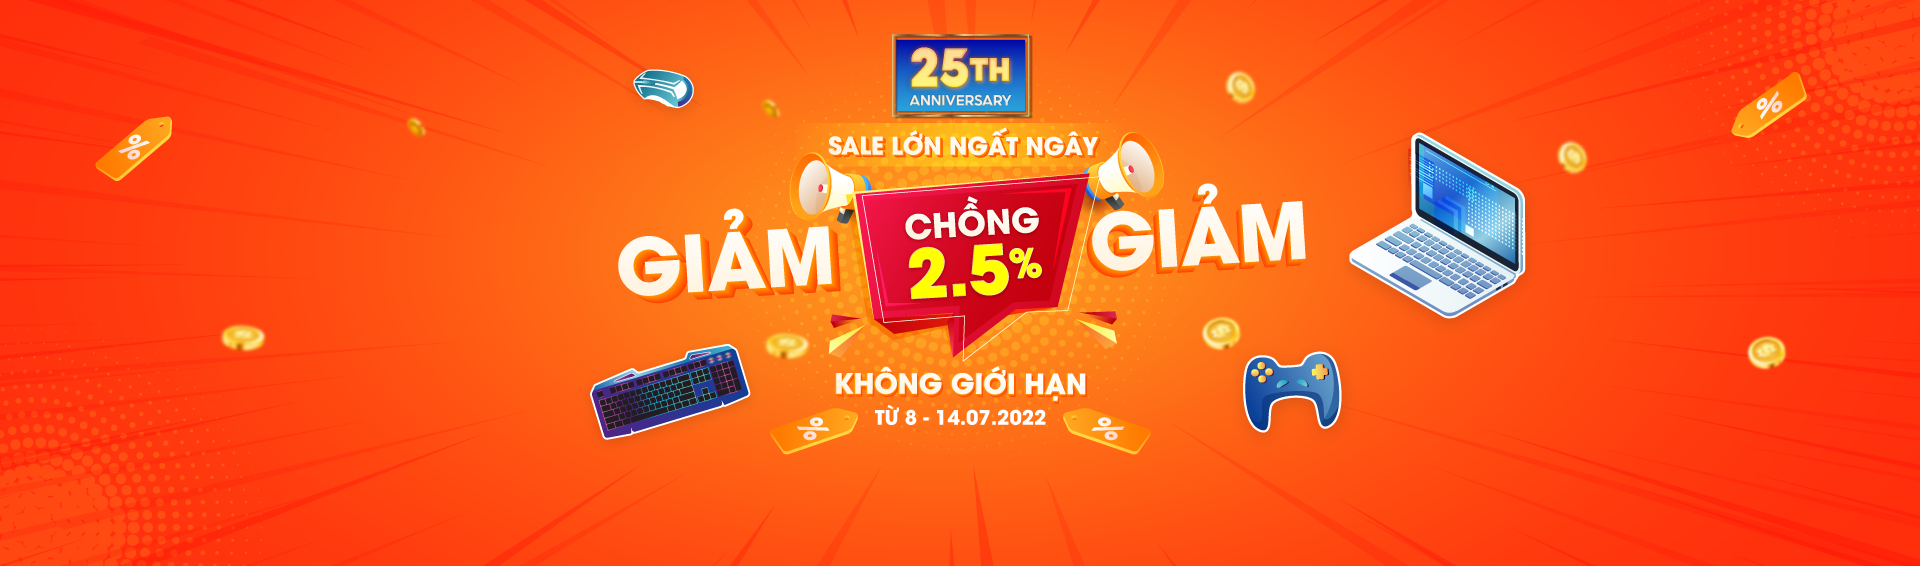 25TH
ANNIVERSARY
SALE LỚN NGẤT NGÂY
GIẢM CHỒNG GIẢM
2.5%
KHÔNG GIỚI HẠN
TỪ 8 - 14.07.2022
%
%
%
%